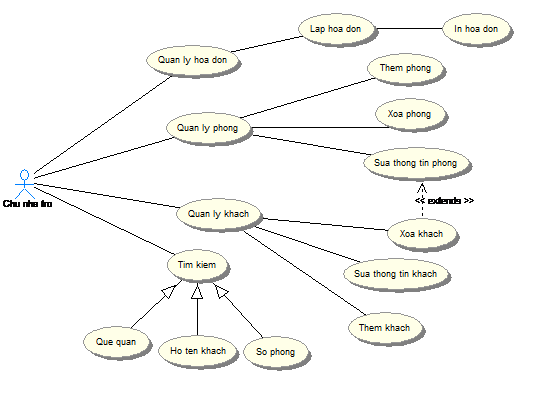 Lap hoa don
In hoa don
Quan ly hoa don
Them phong
Xoa phong
Quan ly phong
Sua thong tin phong
Chu nha tro
<< extends >>
Quan ly khach
Xoa khach
Tim kiem
Sua thong tin khach
Them khach
Que quan
Ho ten khach
So phong